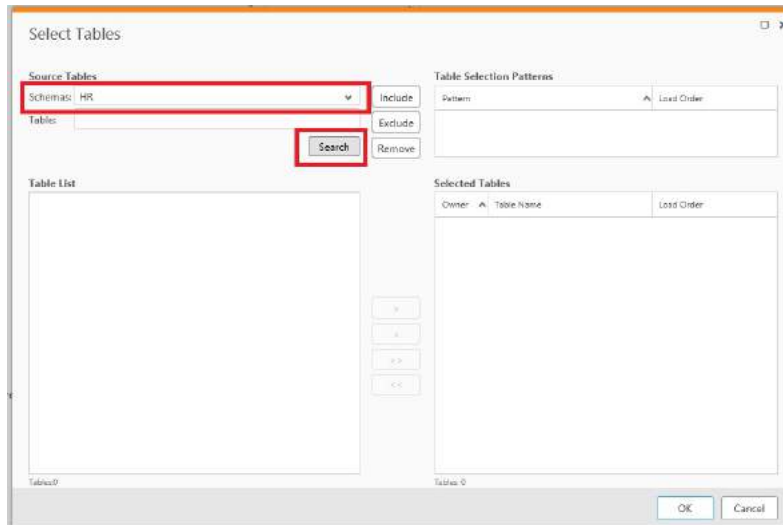 Select Tables
Source Tables
Schemas: HR
Include
Table:
Exclude
Search
Remove
Table Selection Patterns
Pattern
Load Order
Table List
Selected Tables
Owner
Table Name
Load Order
>
<
>>
<<
Tables:0
Tables: 0
OK
Cancel